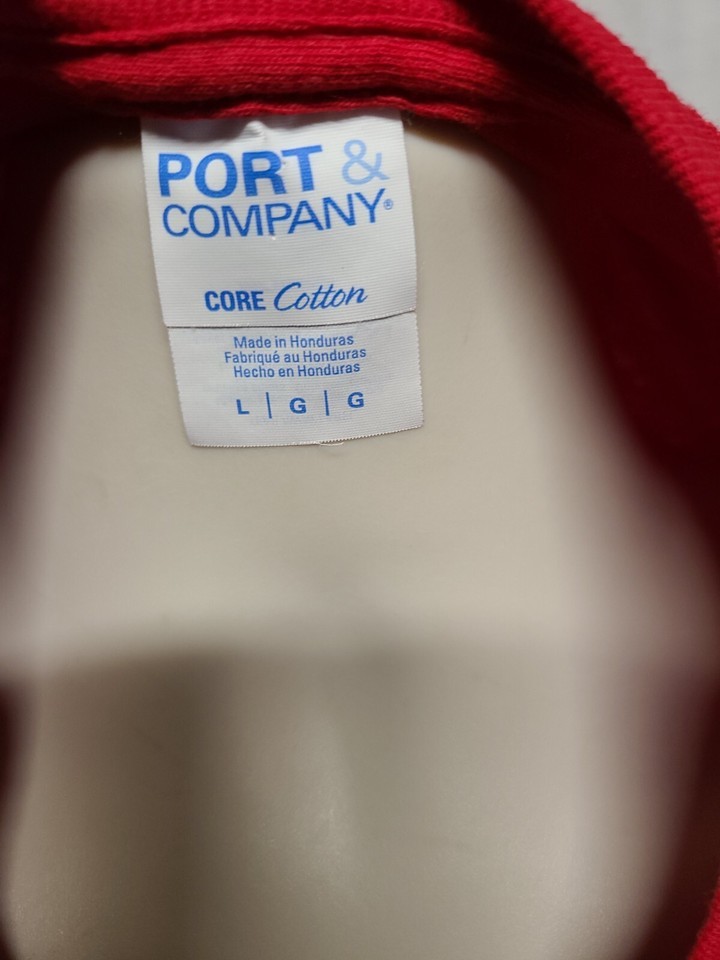 PORT &
COMPANY®
CORE Cotton
Made in Honduras
Fabriqué au Honduras
Hecho en Honduras
L | G | G